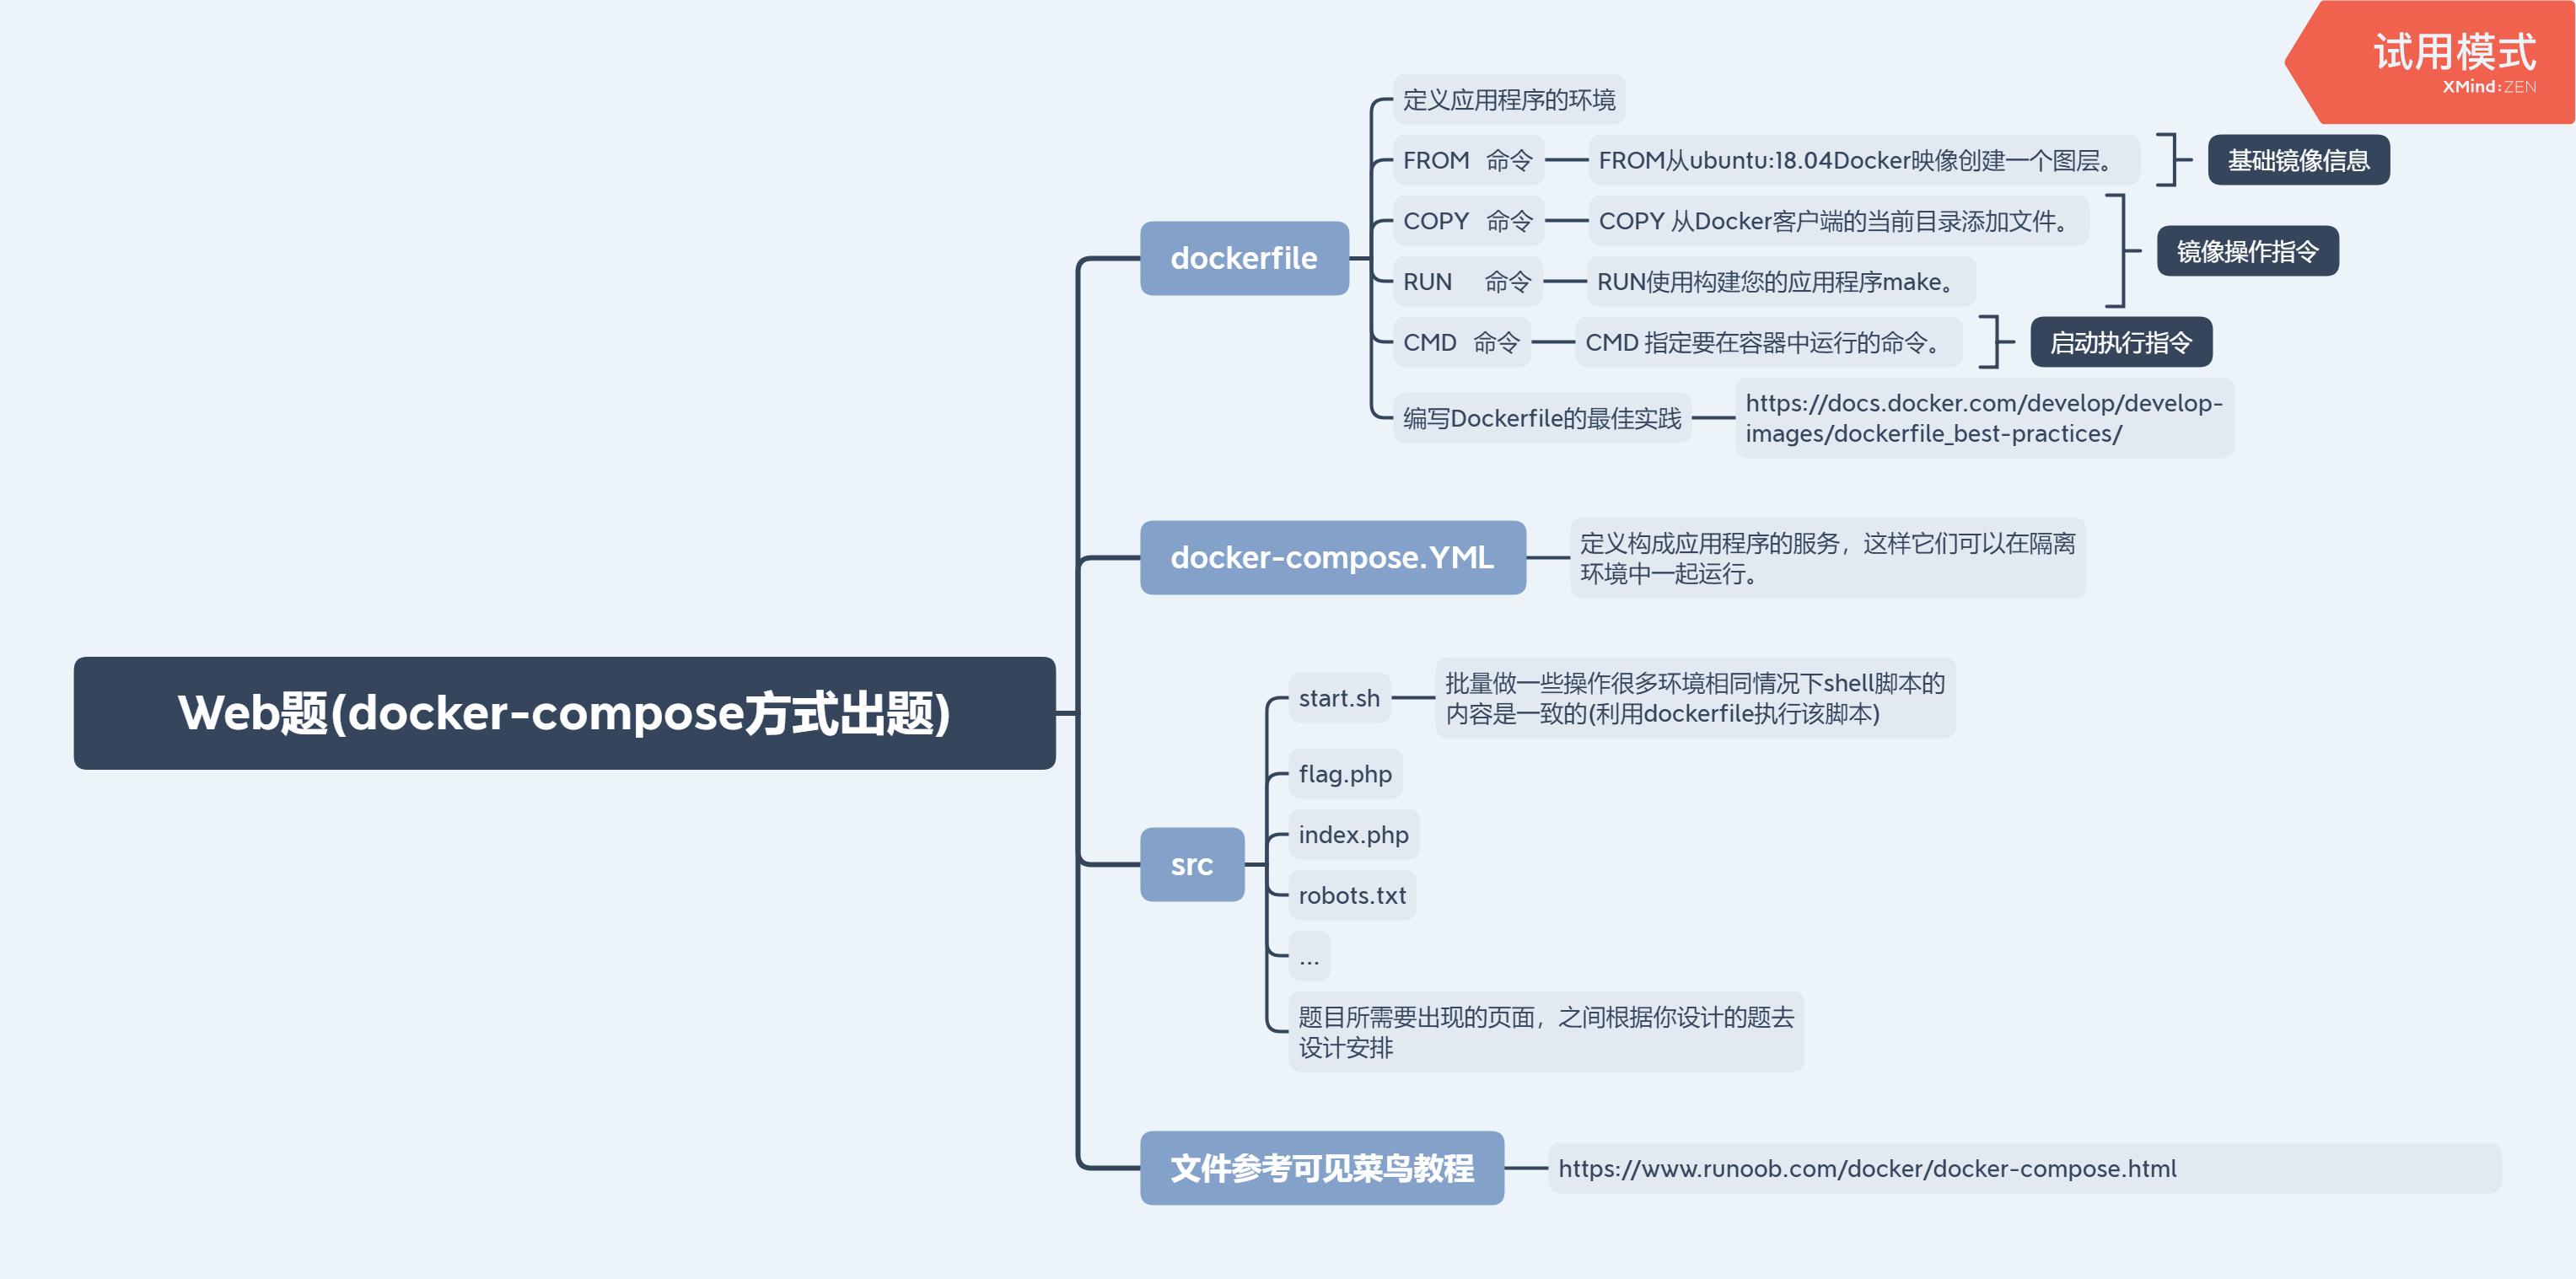 试用模式
XMind:ZEN
Web题(docker-compose方式出题)
dockerfile
定义应用程序的环境
FROM 命令
FROM从ubuntu:18.04Docker映像创建一个图层。
基础镜像信息
COPY 命令
COPY 从Docker客户端的当前目录添加文件。
RUN 命令
RUN使用构建您的应用程序make。
镜像操作指令
CMD 命令
CMD 指定要在容器中运行的命令。
启动执行指令
编写Dockerfile的最佳实践
https://docs.docker.com/develop/develop-
images/dockerfile_best-practices/
docker-compose.YML
定义构成应用程序的服务，这样它们可以在隔离
环境中一起运行。
src
start.sh
批量做一些操作很多环境相同情况下shell脚本的
内容是一致的(利用dockerfile执行该脚本)
flag.php
index.php
robots.txt
...
题目所需要出现的页面，之间根据你设计的题去
设计安排
文件参考可见菜鸟教程
https://www.runoob.com/docker/docker-compose.html